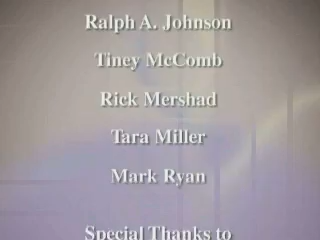 Ralph A. Johnson
Tiney McComb
Rick Mershad
Tara Miller
Mark Ryan
Special Thanks to